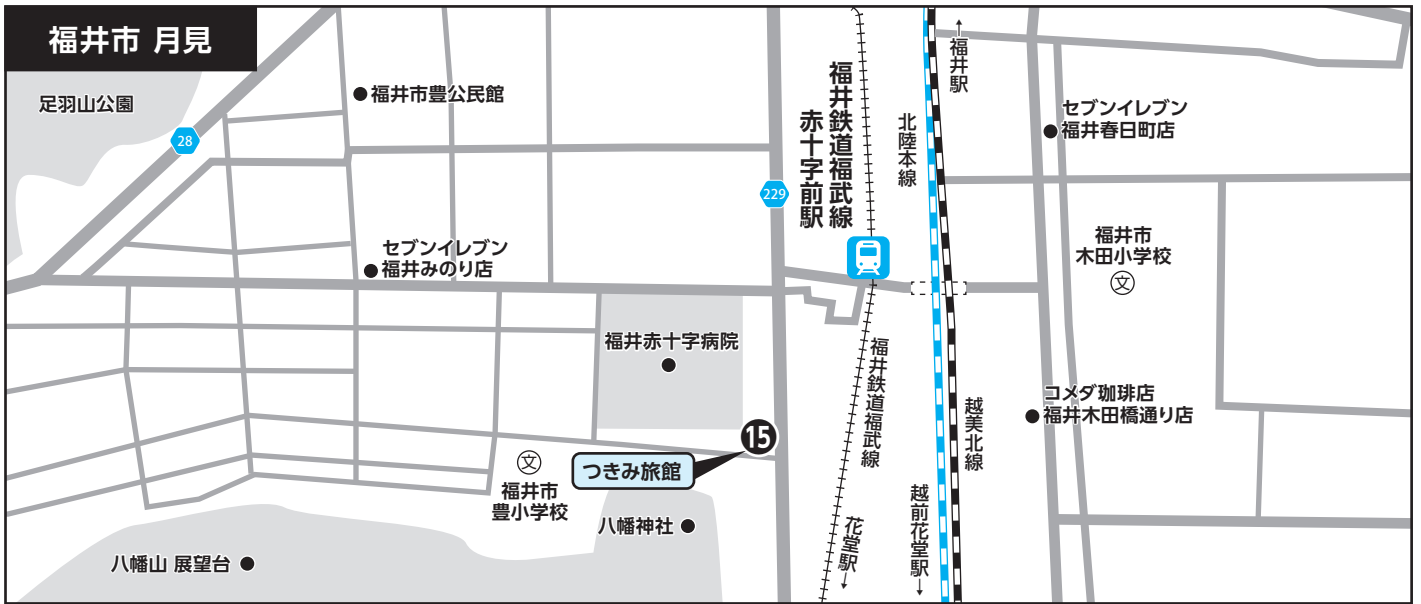 福井市 月見
足羽山公園
28
福井市豊公民館
セブンイレブン
福井みのり店
229
福井鉄道福武線
赤十字前駅
北陸本線
←福井駅
セブンイレブン
福井春日町店
福井市
木田小学校
文
福井赤十字病院
福井鉄道福武線
越美北線
コメダ珈琲店
福井木田橋通り店
15
つきみ旅館
文
福井市
豊小学校
八幡神社
八幡山 展望台
花堂駅→
越前花堂駅→